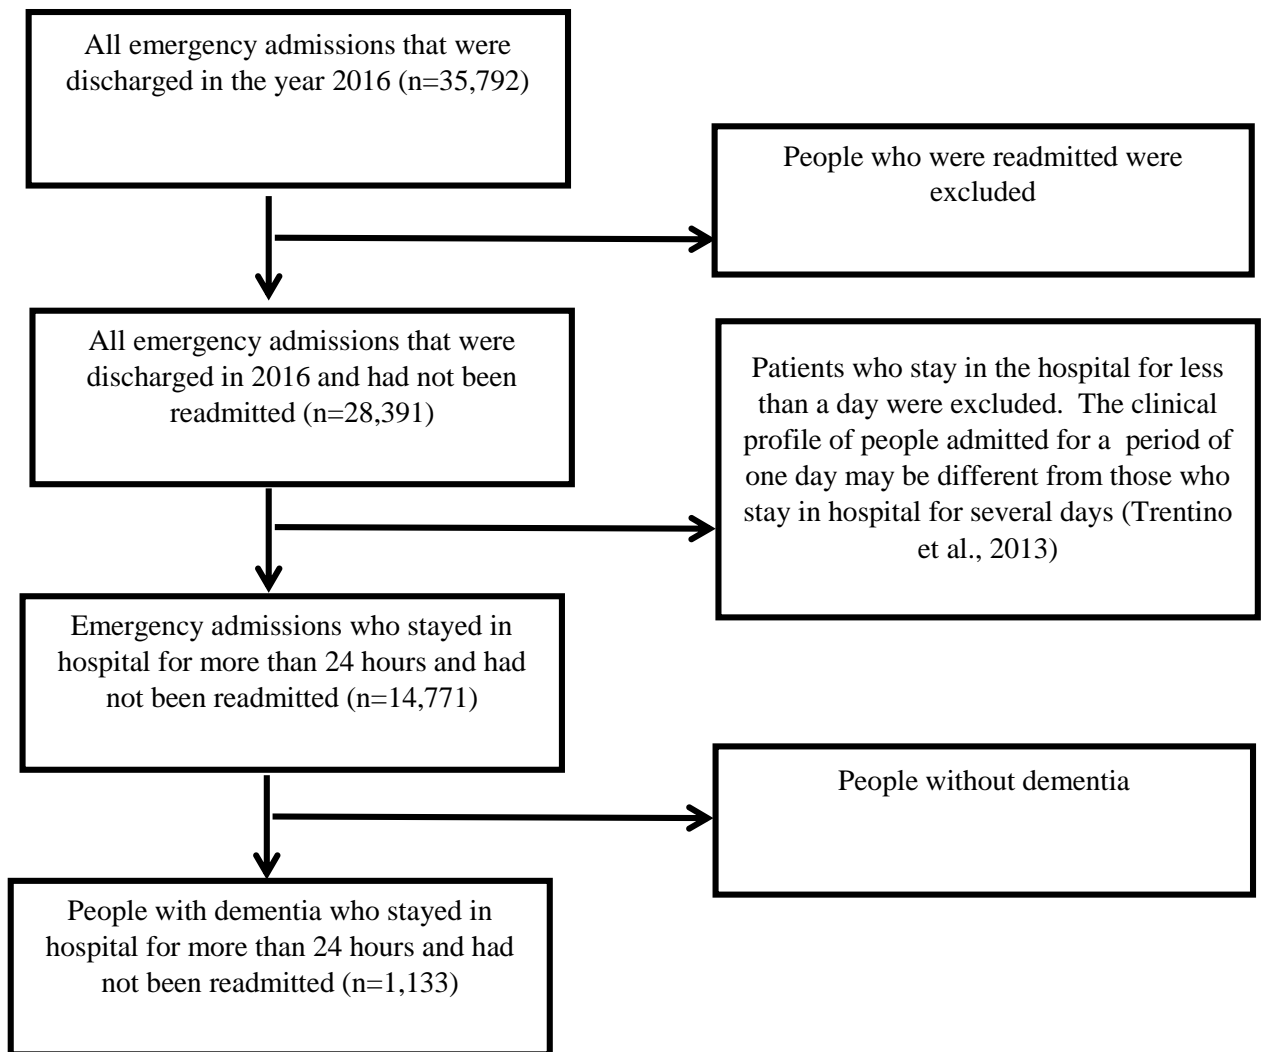 All emergency admissions that were
discharged in the year 2016 (n=35,792)
People who were readmitted were
excluded
All emergency admissions that were
discharged in 2016 and had not been
readmitted (n=28,391)
Patients who stay in the hospital for less
than a day were excluded.  The clinical
profile of people admitted for a  period of
one day may be different from those who
stay in hospital for several days (Trentino
et al., 2013)
Emergency admissions who stayed in
hospital for more than 24 hours and had
not been readmitted (n=14,771)
People without dementia
People with dementia who stayed in
hospital for more than 24 hours and had
not been readmitted (n=1,133)